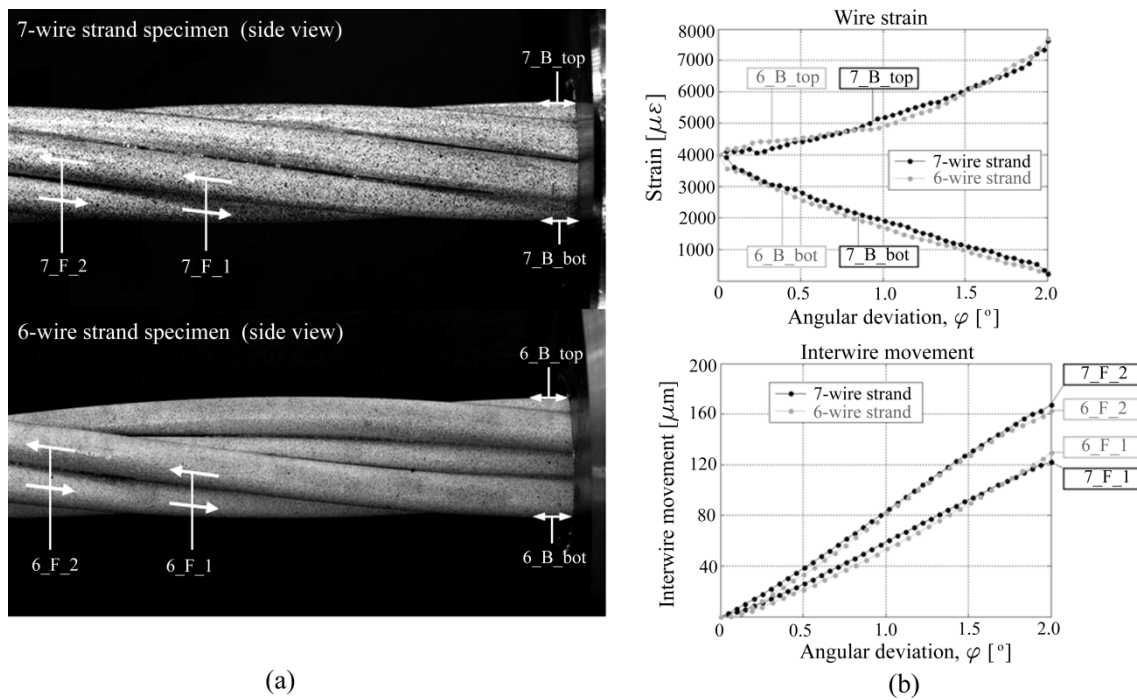 7-wire strand specimen (side view)
7_B_top
7_F_2
7_F_1
7_B_bot
6-wire strand specimen (side view)
6_B_top
6_F_2
6_F_1
6_B_bot
(a)
Wire strain
8000
7000
6000
5000
4000
3000
2000
1000
Strain [με]
6_B_top
7_B_top
7-wire strand
6-wire strand
6_B_bot
7_B_bot
0 0.5 1.0 1.5 2.0
Angular deviation, φ [°]
Interwire movement
200
160
120
80
40
Interwire movement [μm]
7-wire strand
6-wire strand
7_F_2
6_F_2
6_F_1
7_F_1
0 0.5 1.0 1.5 2.0
Angular deviation, φ [°]
(b)